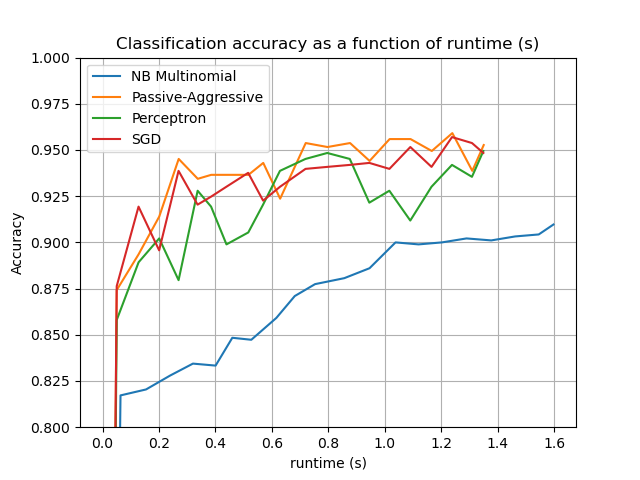 Classification accuracy as a function of runtime (s)
1.000
0.975
0.950
0.925
0.900
0.875
0.850
0.825
0.800
Accuracy
NB Multinomial
Passive-Aggressive
Perceptron
SGD
0.0 0.2 0.4 0.6 0.8 1.0 1.2 1.4 1.6
runtime (s)